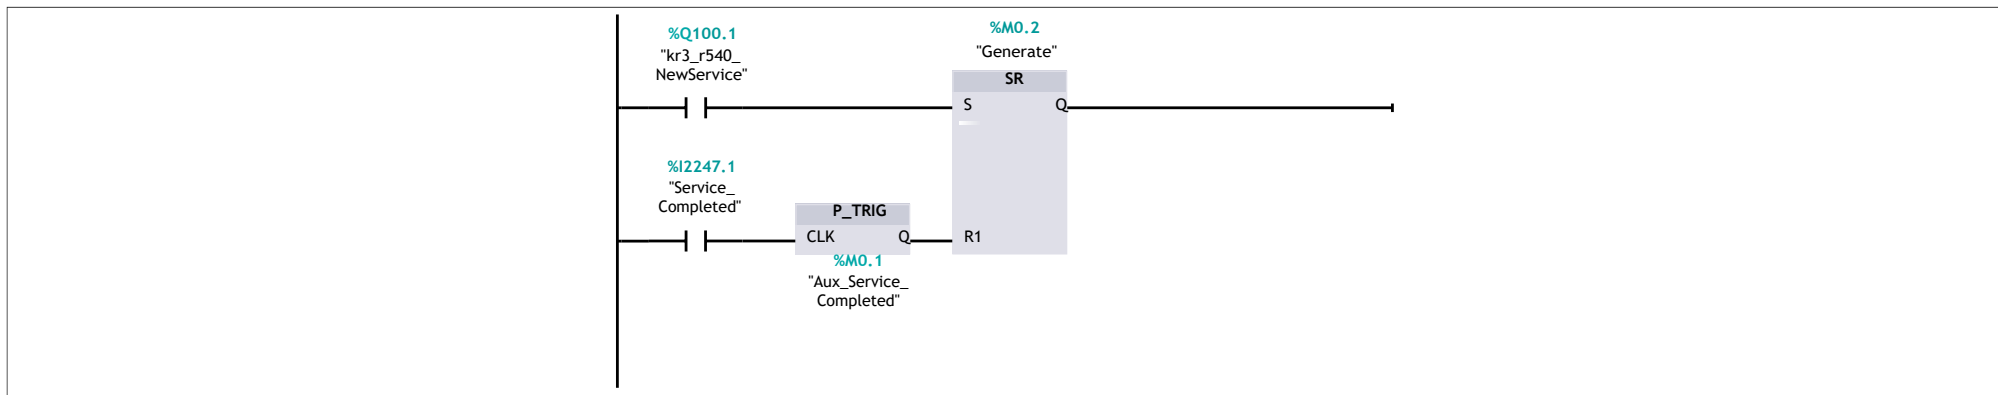 %Q100.1
"kr3_r540_
NewService"
%M0.2
"Generate"
SR
S Q
%I2247.1
"Service_
Completed"
P_TRIG
CLK Q
R1
%M0.1
"Aux_Service_
Completed"